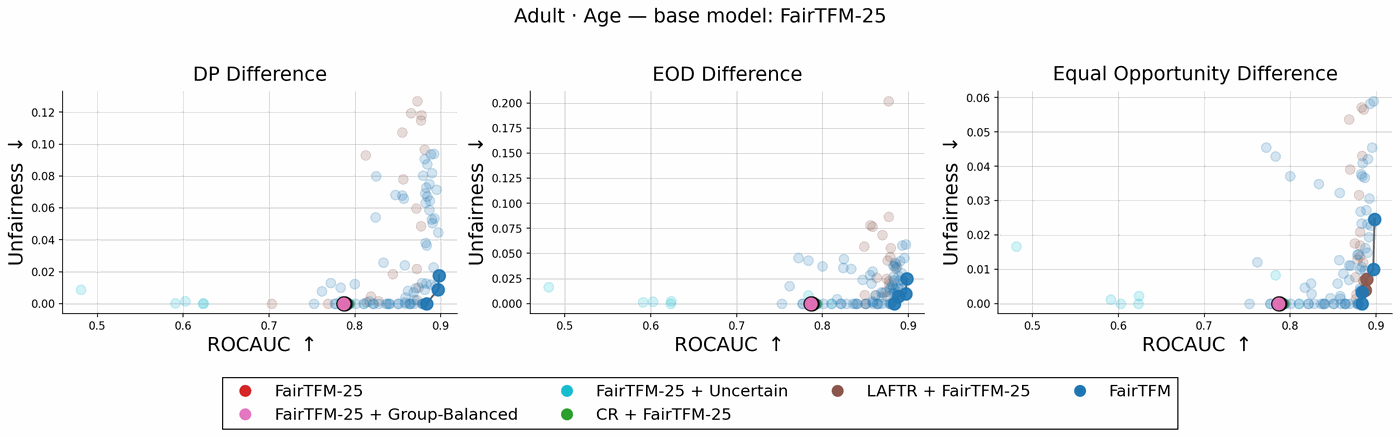 Adult · Age — base model: FairTFM-25
DP Difference
EOD Difference
Equal Opportunity Difference
Unfairness ↓
0.12
0.10
0.08
0.06
0.04
0.02
0.00
0.5
0.6
0.7
0.8
0.9
ROCAUC ↑
Unfairness ↓
0.200
0.175
0.150
0.125
0.100
0.075
0.050
0.025
0.000
0.5
0.6
0.7
0.8
0.9
ROCAUC ↑
Unfairness ↓
0.06
0.05
0.04
0.03
0.02
0.01
0.00
0.5
0.6
0.7
0.8
0.9
ROCAUC ↑
FairTFM-25
FairTFM-25 + Group-Balanced
FairTFM-25 + Uncertain
CR + FairTFM-25
LAFTR + FairTFM-25
FairTFM